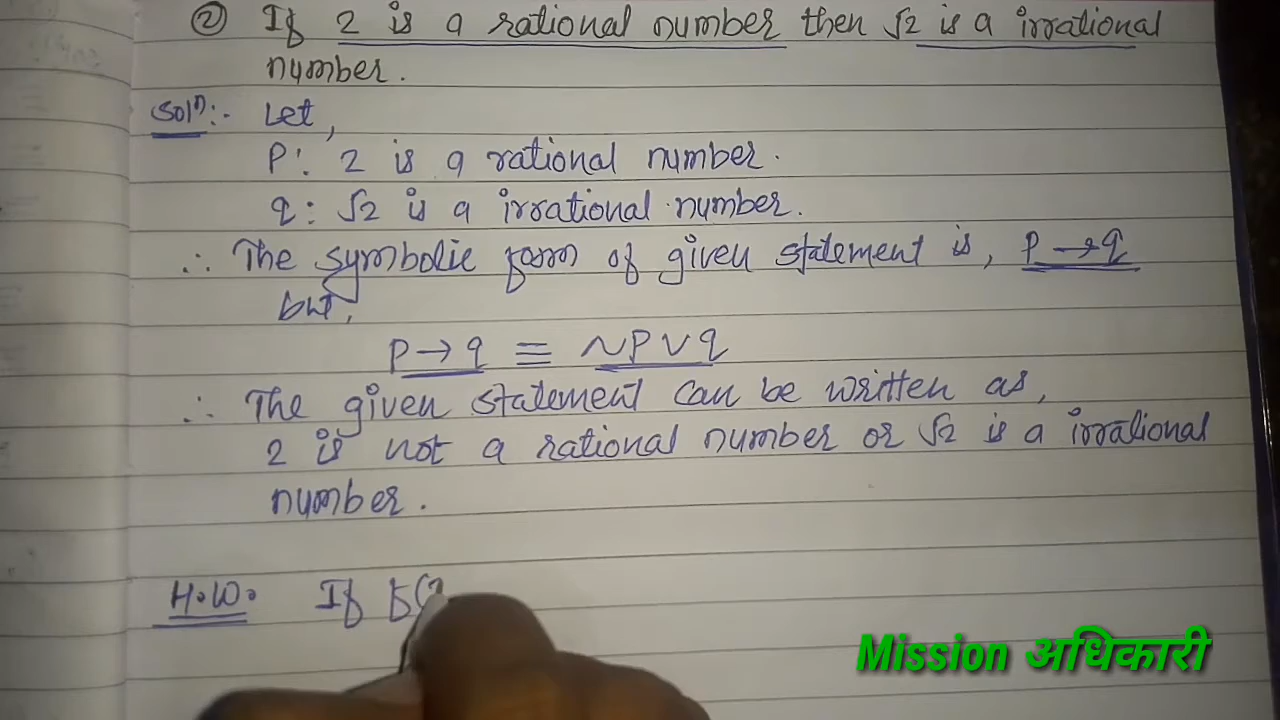 ② If 2 is a rational number then √2 is a irrational
number.
Solⁿ:- Let,
P: 2 is a rational number.
q: √2 is a irrational number.
∴ The symbolic form of given statement is, P → q
but,
P → q ≡ ~P ∨ q
∴ The given statement can be written as,
2 is not a rational number or √2 is a irrational
number.
H.W. If f(
Mission अधिकारी